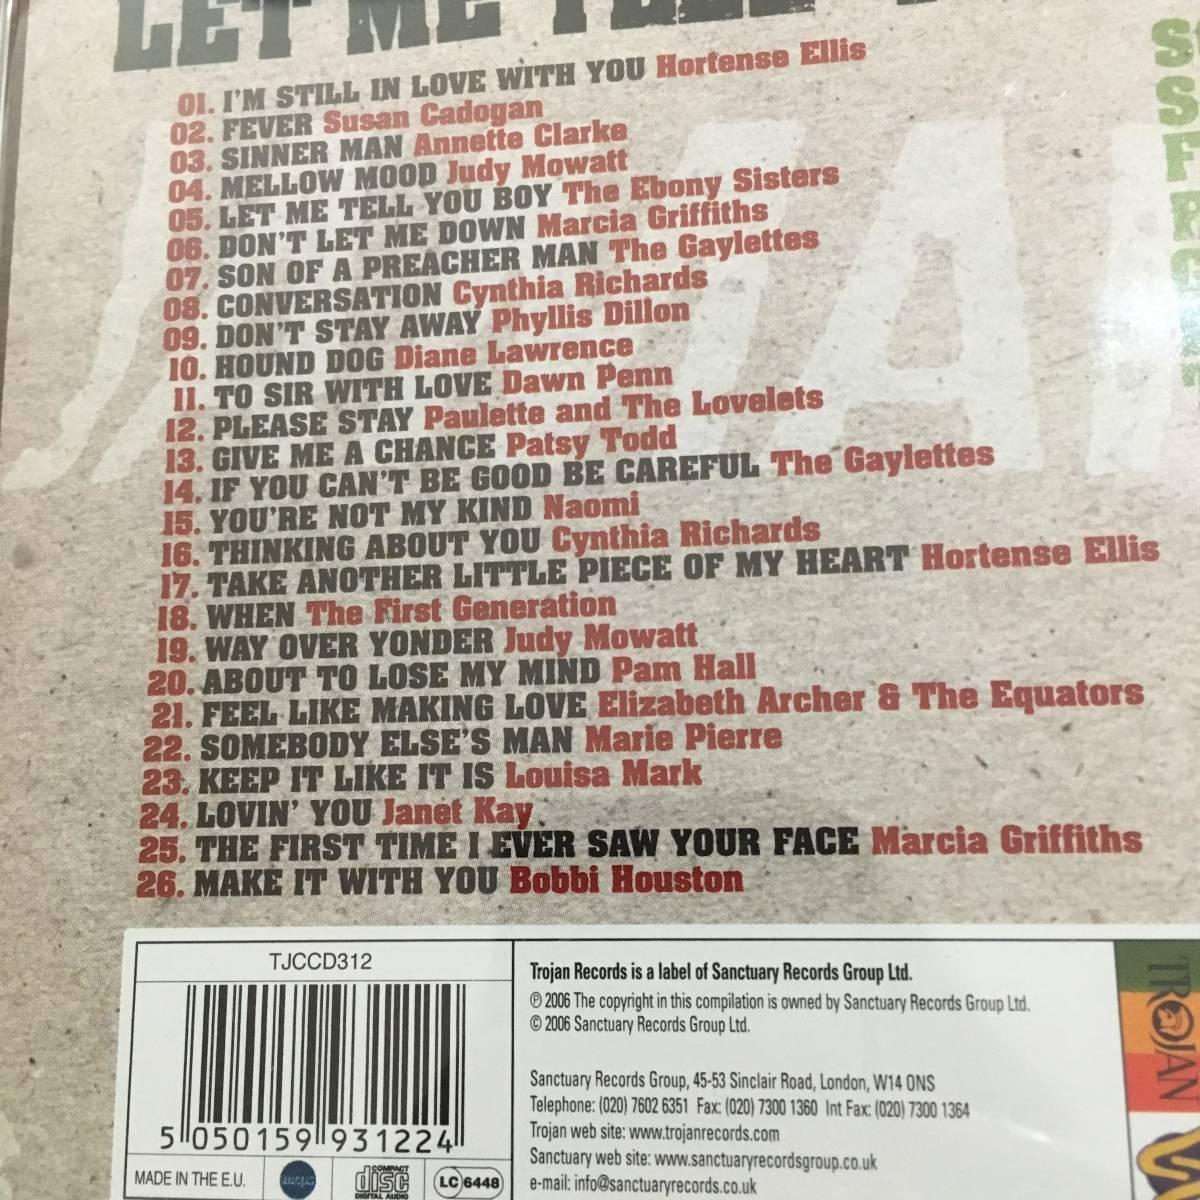 LET ME TELL
01. I'M STILL IN LOVE WITH YOU Hortense Ellis
02. FEVER Susan Cadogan
03. SINNER MAN Annette Clarke
04. MELLOW MOOD Judy Mowatt
05. LET ME TELL YOU BOY The Ebony Sisters
06. DON'T LET ME DOWN Marcia Griffiths
07. SON OF A PREACHER MAN The Gaylettes
08. CONVERSATION Cynthia Richards
09. DON'T STAY AWAY Phyllis Dillon
10. HOUND DOG Diane Lawrence
11. TO SIR WITH LOVE Dawn Penn
12. PLEASE STAY Paulette and The Lovelets
13. GIVE ME A CHANCE Patsy Todd
14. IF YOU CAN'T BE GOOD BE CAREFUL The Gaylettes
15. YOU'RE NOT MY KIND Naomi
16. THINKING ABOUT YOU Cynthia Richards
17. TAKE ANOTHER LITTLE PIECE OF MY HEART Hortense Ellis
18. WHEN The First Generation
19. WAY OVER YONDER Judy Mowatt
20. ABOUT TO LOSE MY MIND Pam Hall
21. FEEL LIKE MAKING LOVE Elizabeth Archer & The Equators
22. SOMEBODY ELSE'S MAN Marie Pierre
23. KEEP IT LIKE IT IS Louisa Mark
24. LOVIN' YOU Janet Kay
25. THE FIRST TIME I EVER SAW YOUR FACE Marcia Griffiths
26. MAKE IT WITH YOU Bobbi Houston
TJCCD312
5 050159 931224
MADE IN THE E.U.
mcps
COMPACT disc DIGITAL AUDIO
LC 6448
Trojan Records is a label of Sanctuary Records Group Ltd.
℗ 2006 The copyright in this compilation is owned by Sanctuary Records Group Ltd.
© 2006 Sanctuary Records Group Ltd.
Sanctuary Records Group, 45-53 Sinclair Road, London, W14 0NS
Telephone: (020) 7602 6351 Fax: (020) 7300 1360 Int Fax: (020) 7300 1364
Trojan web site: www.trojanrecords.com
Sanctuary web site: www.sanctuaryrecordsgroup.co.uk
e-mail: info@sanctuaryrecords.co.uk
TROJAN